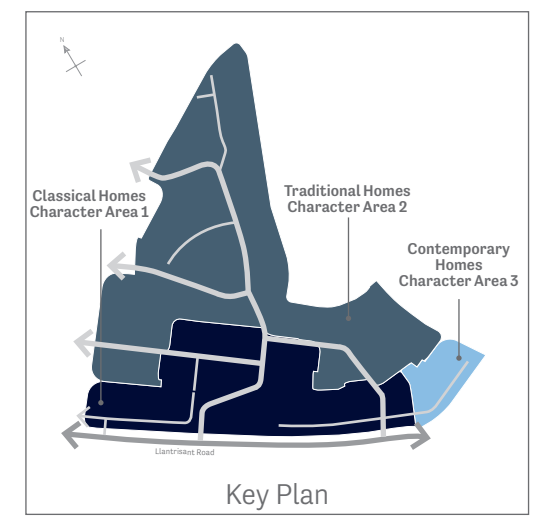 N
Classical Homes
Character Area 1
Traditional Homes
Character Area 2
Contemporary
Homes
Character Area 3
Llantrisant Road
Key Plan